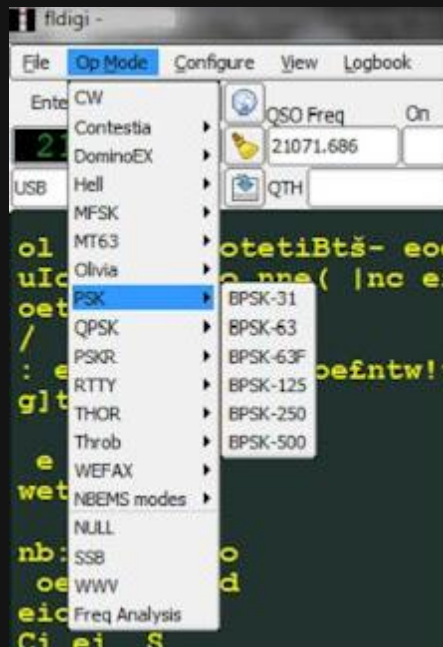 fldigi -
File Op Mode Configure View Logbook
Ente CW
QSO Freq On
Contestia
21071.686
DominoEX
USB Hell QTH
MFSK
MT63
Olivia
PSK BPSK-31
QPSK BPSK-63
PSKR BPSK-63F
RTTY BPSK-125
THOR BPSK-250
Throb BPSK-500
WEFAX
NBEMS modes
NULL
SSB
WWV
Freq Analysis